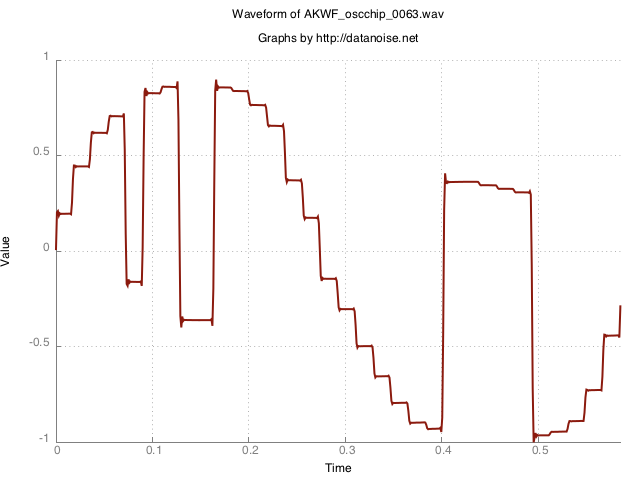 Waveform of AKWF_oscchip_0063.wav
Graphs by http://datanoise.net
1
0.5
0
-0.5
-1
Value
0 0.1 0.2 0.3 0.4 0.5
Time